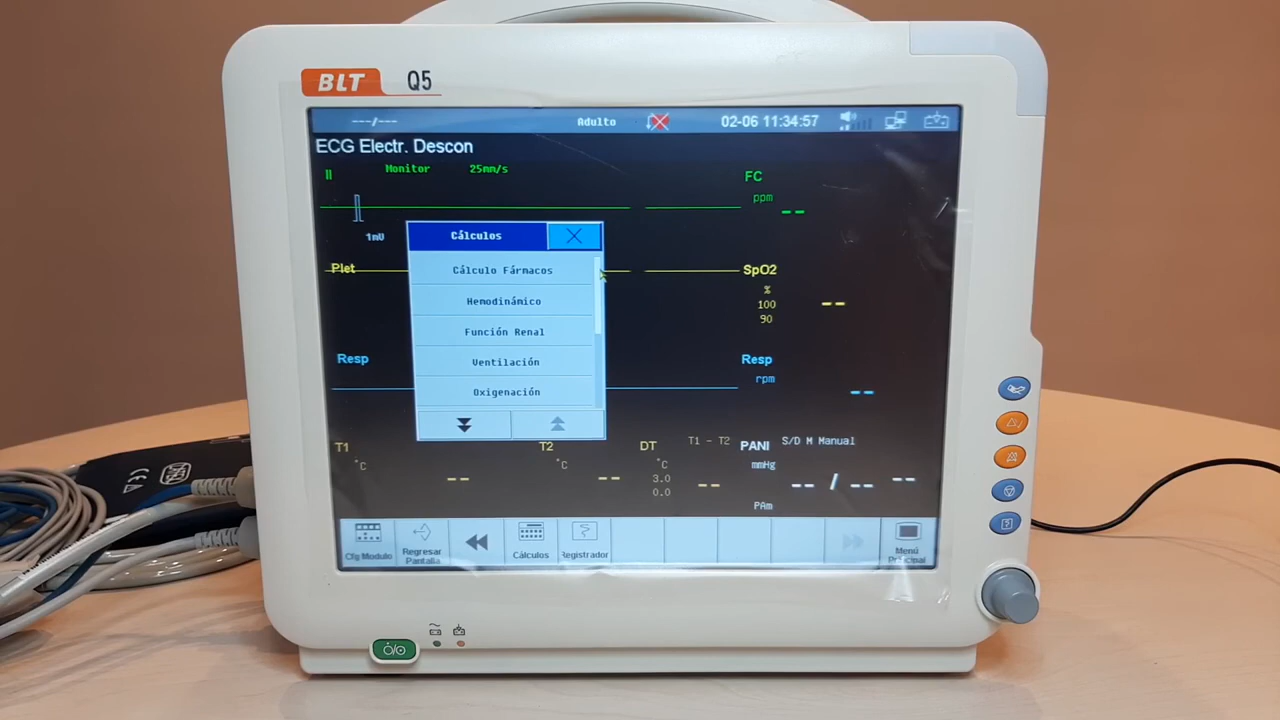 BLT Q5
---/--- Adulto 02-06 11:34:57
ECG Electr. Descon
II Monitor 25mm/s FC
ppm
--
1mV
Cálculos
Cálculo Fármacos
Hemodinámico
Función Renal
Ventilación
Oxigenación
Plet SpO2
%
100
90
--
Resp Resp
rpm
--
T1 T2 DT T1 - T2 PANI S/D M Manual
°C °C °C mmHg
3.0
0.0
-- -- -- -- / -- --
PAm
Cfg Modulo
Regresar Pantalla
Cálculos
Registrador
Menú Principal